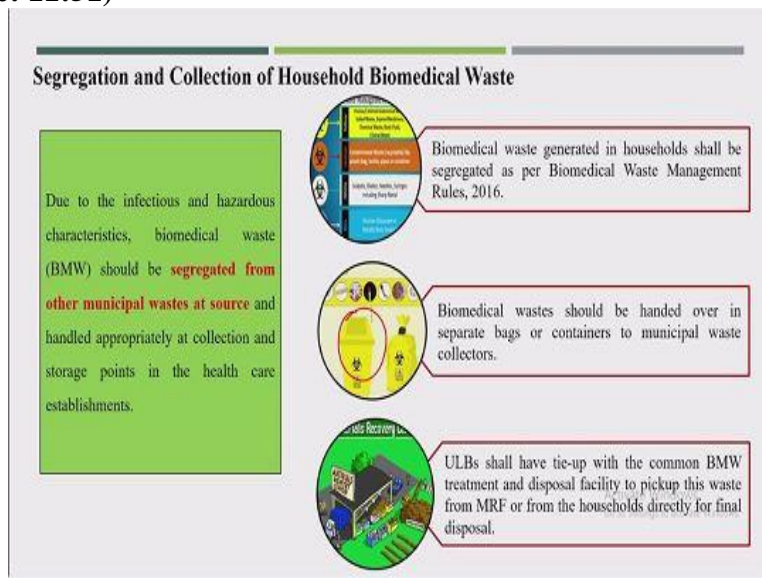 Segregation and Collection of Household Biomedical Waste
Due to the infectious and hazardous
characteristics, biomedical waste
(BMW) should be segregated from
other municipal wastes at source and
handled appropriately at collection and
storage points in the health care
establishments.
Biomedical waste generated in households shall be
segregated as per Biomedical Waste Management
Rules, 2016.
Biomedical wastes should be handed over in
separate bags or containers to municipal waste
collectors.
ULBs shall have tie-up with the common BMW
treatment and disposal facility to pickup this waste
from MRF or from the households directly for final
disposal.